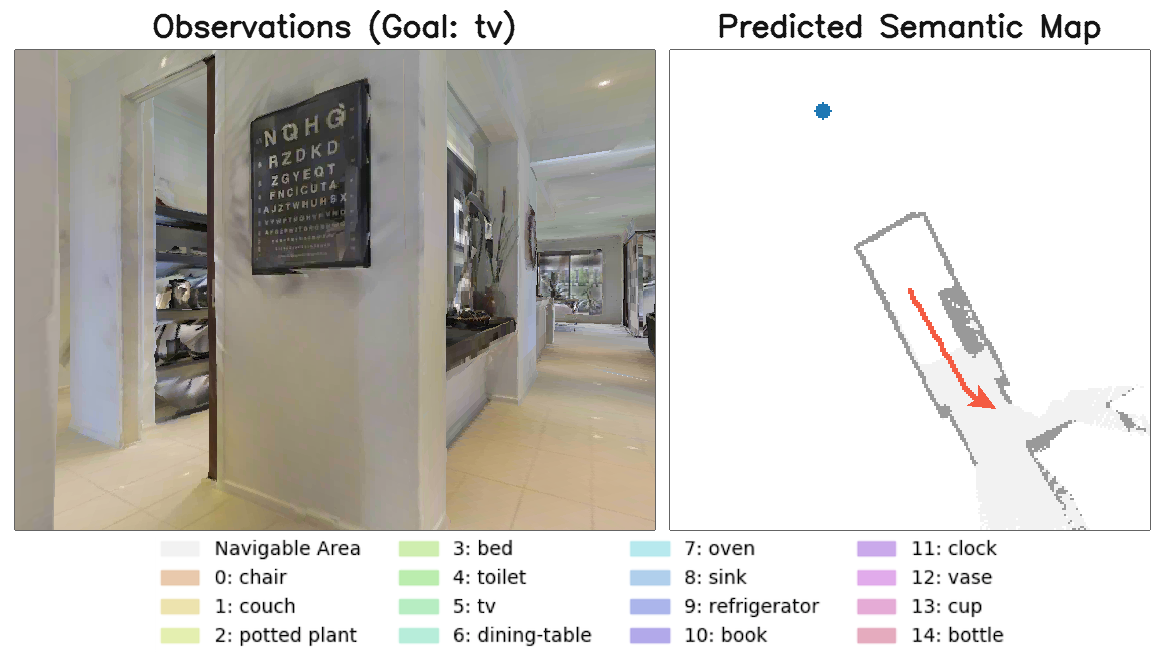 Observations (Goal: tv)
Predicted Semantic Map
NQHG
RZDKD
ZGYEQT
FNCICUTA
AJZTWHUHSX
Navigable Area
0: chair
1: couch
2: potted plant
3: bed
4: toilet
5: tv
6: dining-table
7: oven
8: sink
9: refrigerator
10: book
11: clock
12: vase
13: cup
14: bottle